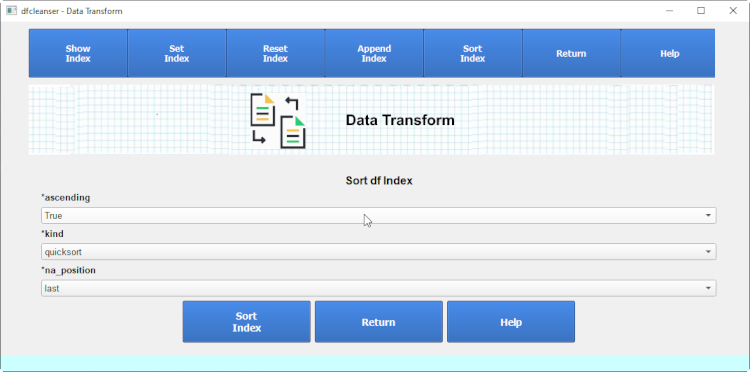 dfcleanser - Data Transform
Show
Index
Set
Index
Reset
Index
Append
Index
Sort
Index
Return
Help
Data Transform
Sort df Index
*ascending
True
*kind
quicksort
*na_position
last
Sort
Index
Return
Help